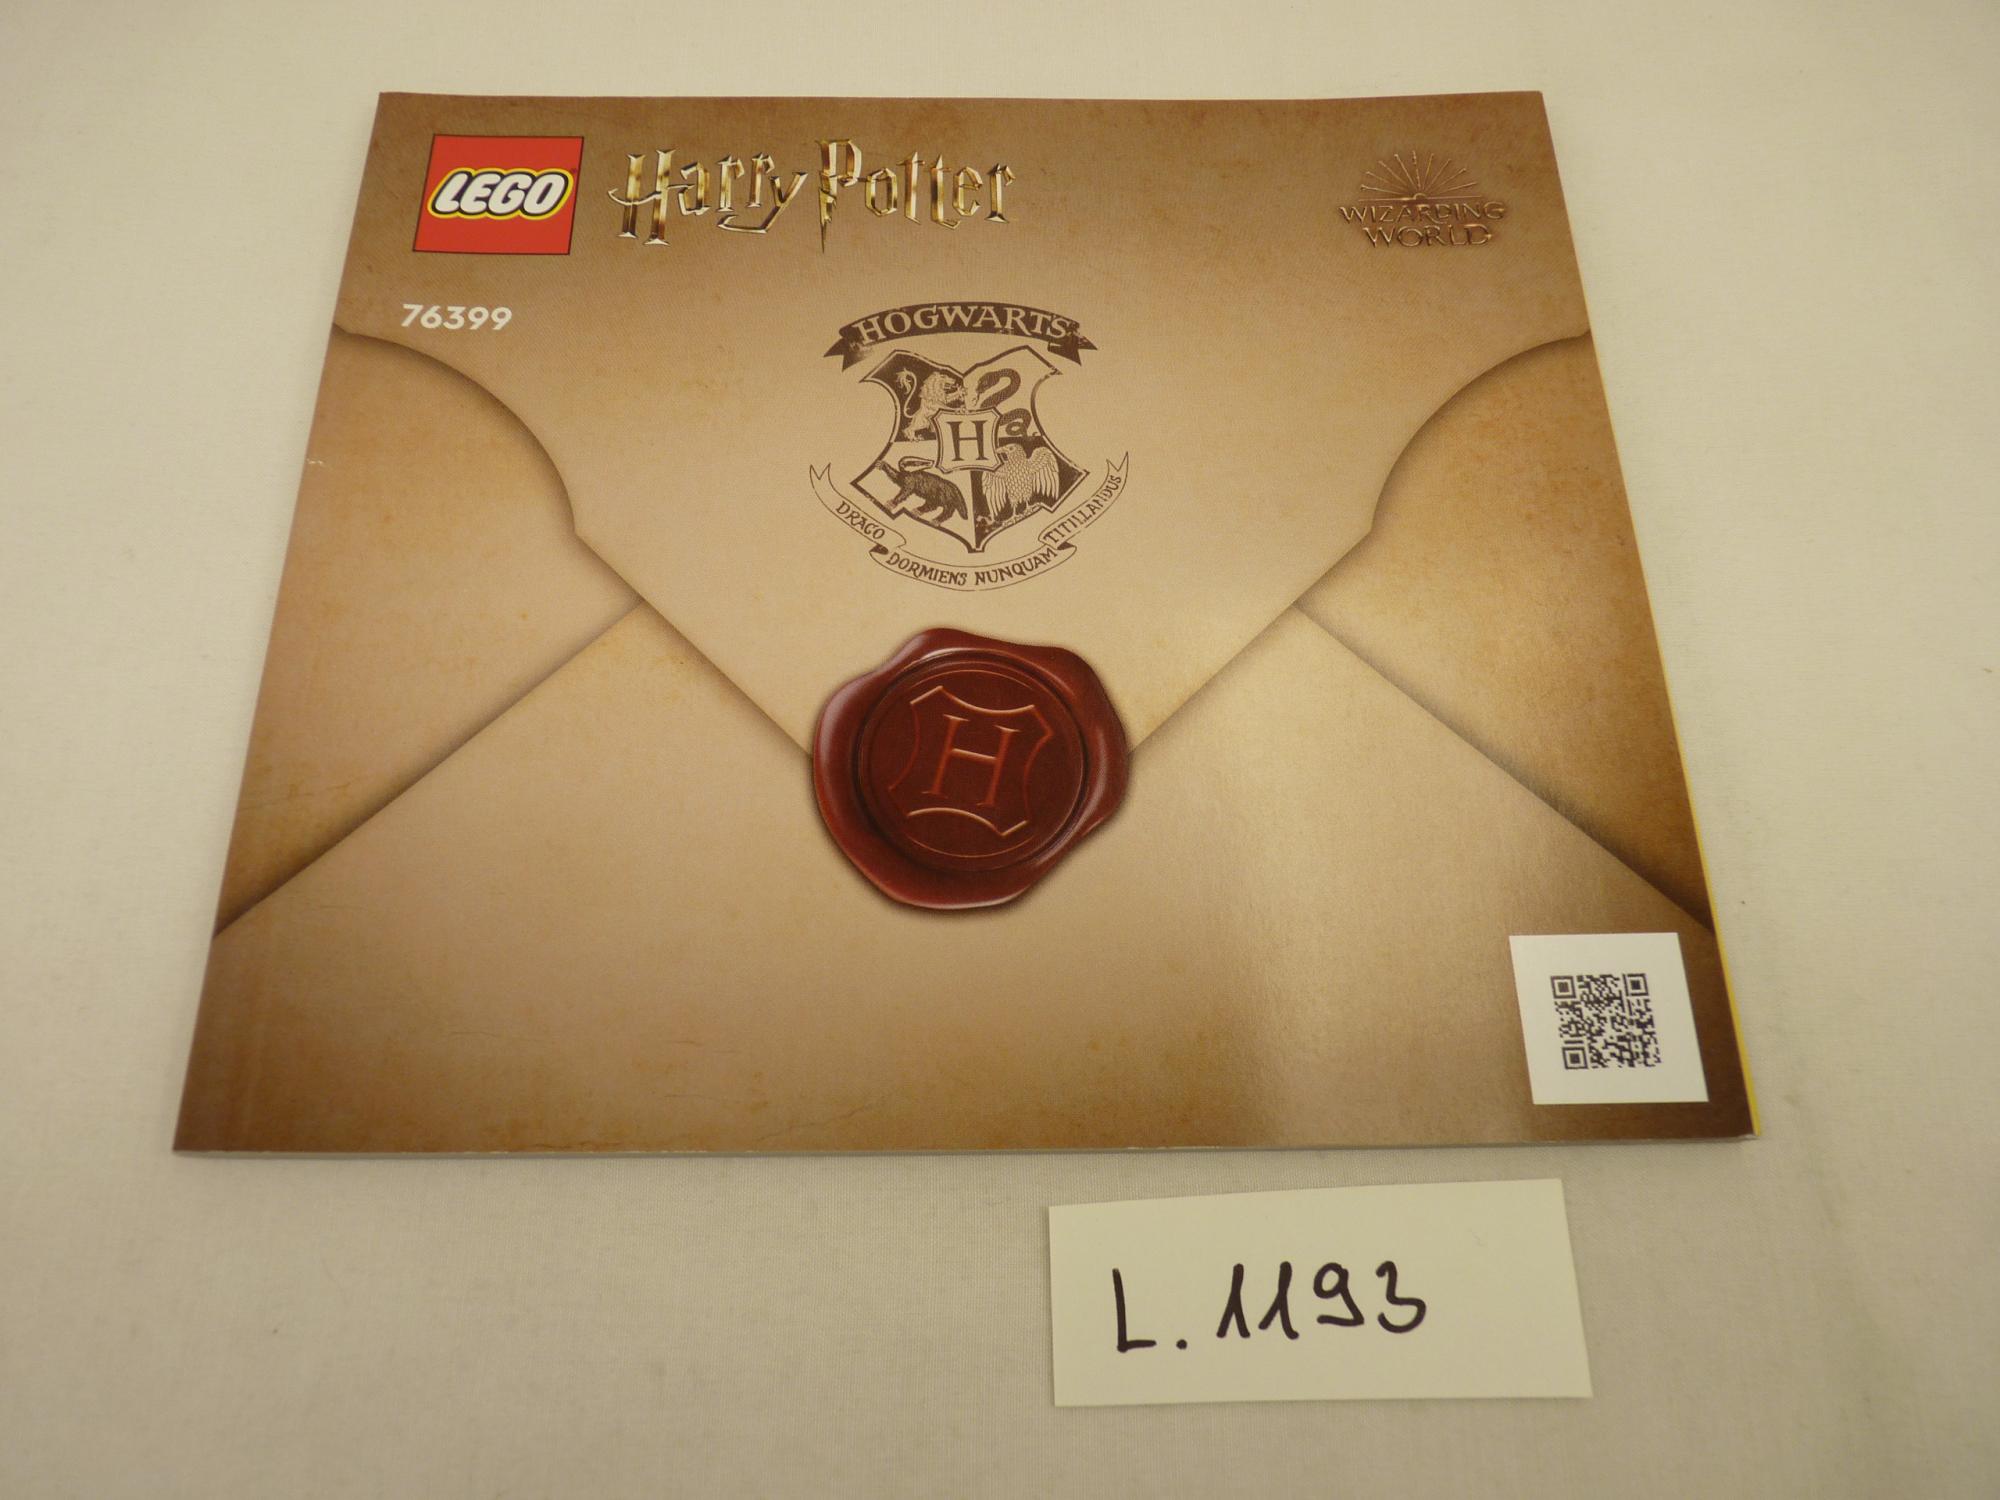 LEGO Harry Potter
WIZARDING
WORLD
76399
HOGWARTS
H
DRACO DORMIENS NUNQUAM TITILLANDUS
H
L. 1193